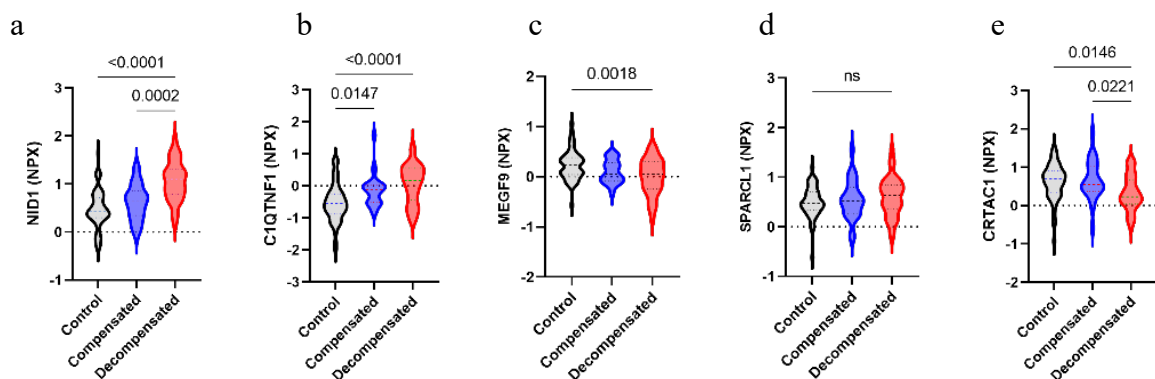 a
<0.0001
0.0002
NID1 (NPX)
3
2
1
0
-1
Control
Compensated
Decompensated
b
<0.0001
0.0147
C1QTNF1 (NPX)
3
2
1
0
-1
-2
-3
Control
Compensated
Decompensated
c
0.0018
MEGF9 (NPX)
2
1
0
-1
-2
Control
Compensated
Decompensated
d
ns
SPARCL1 (NPX)
3
2
1
0
-1
Control
Compensated
Decompensated
e
0.0146
0.0221
CRTAC1 (NPX)
3
2
1
0
-1
-2
Control
Compensated
Decompensated